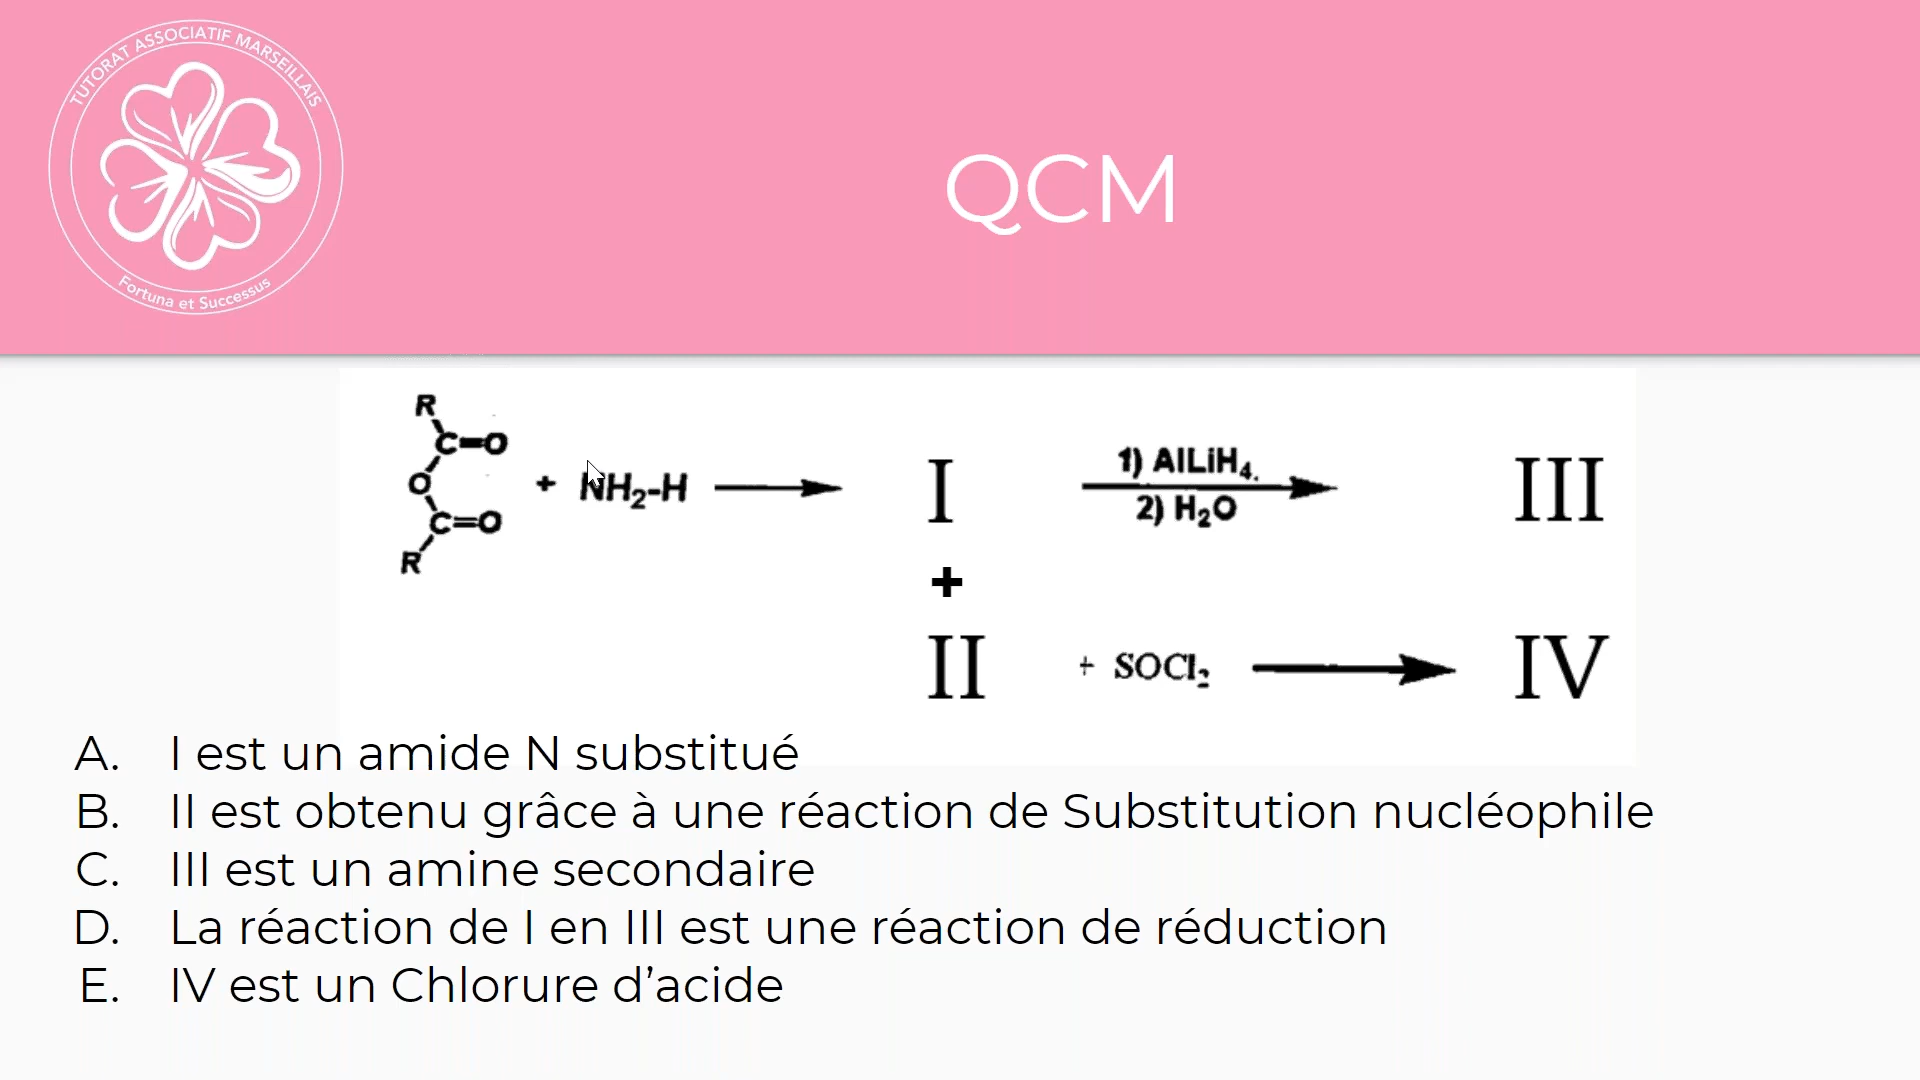 TUTORAT ASSOCIATIF MARSEILLAIS
Fortuna et Successus
QCM
R
C=O
O
C=O
R
+ NH2-H
I
1) AlLiH4.
2) H2O
III
+
II
+ SOCl2
IV
A. I est un amide N substitué
B. II est obtenu grâce à une réaction de Substitution nucléophile
C. III est un amine secondaire
D. La réaction de I en III est une réaction de réduction
E. IV est un Chlorure d’acide